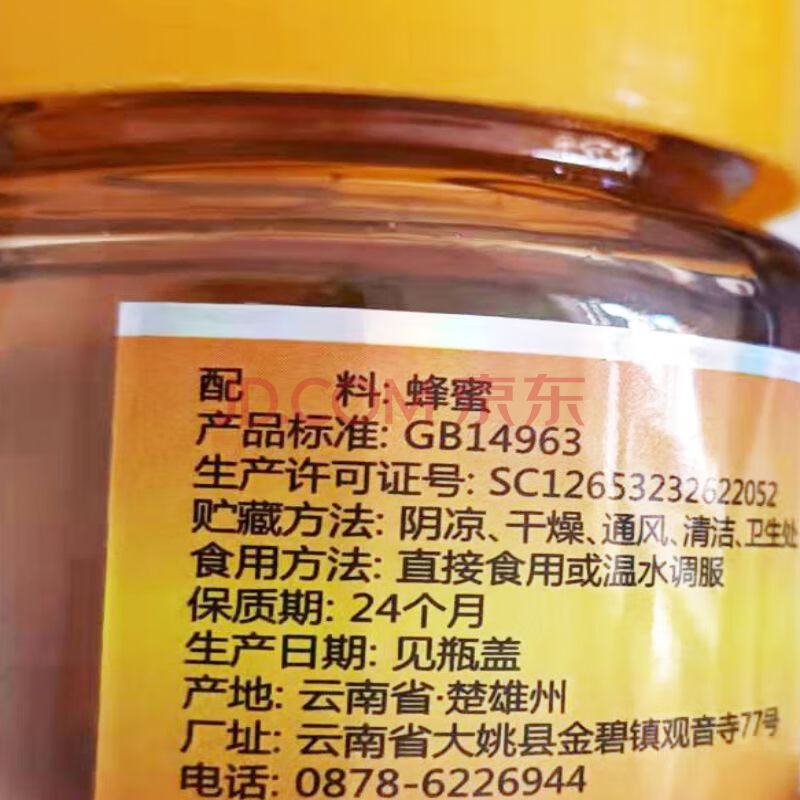 配 料: 蜂蜜
产品标准: GB14963
生产许可证号: SC12653232622052
贮藏方法: 阴凉、干燥、通风、清洁、卫生处
食用方法: 直接食用或温水调服
保质期: 24个月
生产日期: 见瓶盖
产地: 云南省·楚雄州
厂址: 云南省大姚县金碧镇观音寺77号
电话: 0878-6226944
JD.COM 京东